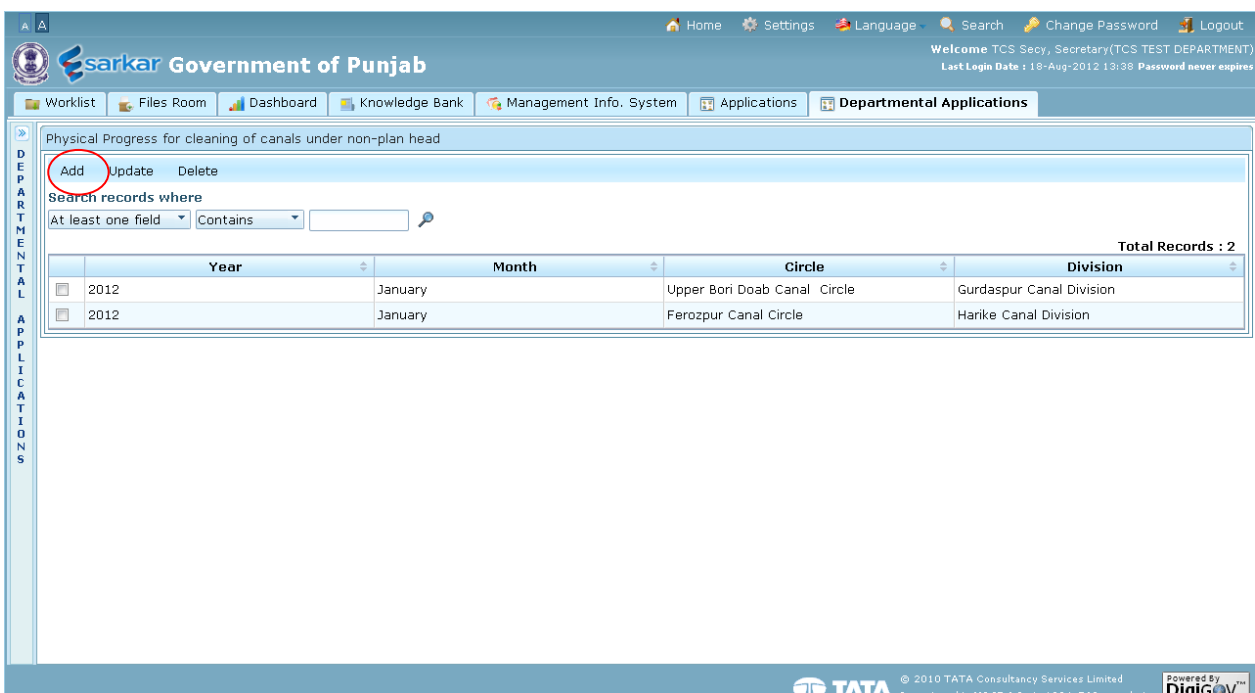 A A Home Settings Language Search Change Password Logout
esarkar Government of Punjab
Welcome TCS Secy, Secretary(TCS TEST DEPARTMENT)
Last Login Date : 18-Aug-2012 13:38 Password never expires
Worklist Files Room Dashboard Knowledge Bank Management Info. System Applications Departmental Applications
DEPARTMENTAL APPLICATIONS
Physical Progress for cleaning of canals under non-plan head
Add Update Delete
Search records where
At least one field Contains
Total Records : 2
Year Month Circle Division
2012 January Upper Bori Doab Canal Circle Gurdaspur Canal Division
2012 January Ferozpur Canal Circle Harike Canal Division
TATA © 2010 TATA Consultancy Services Limited
Powered By
DigiGOV™